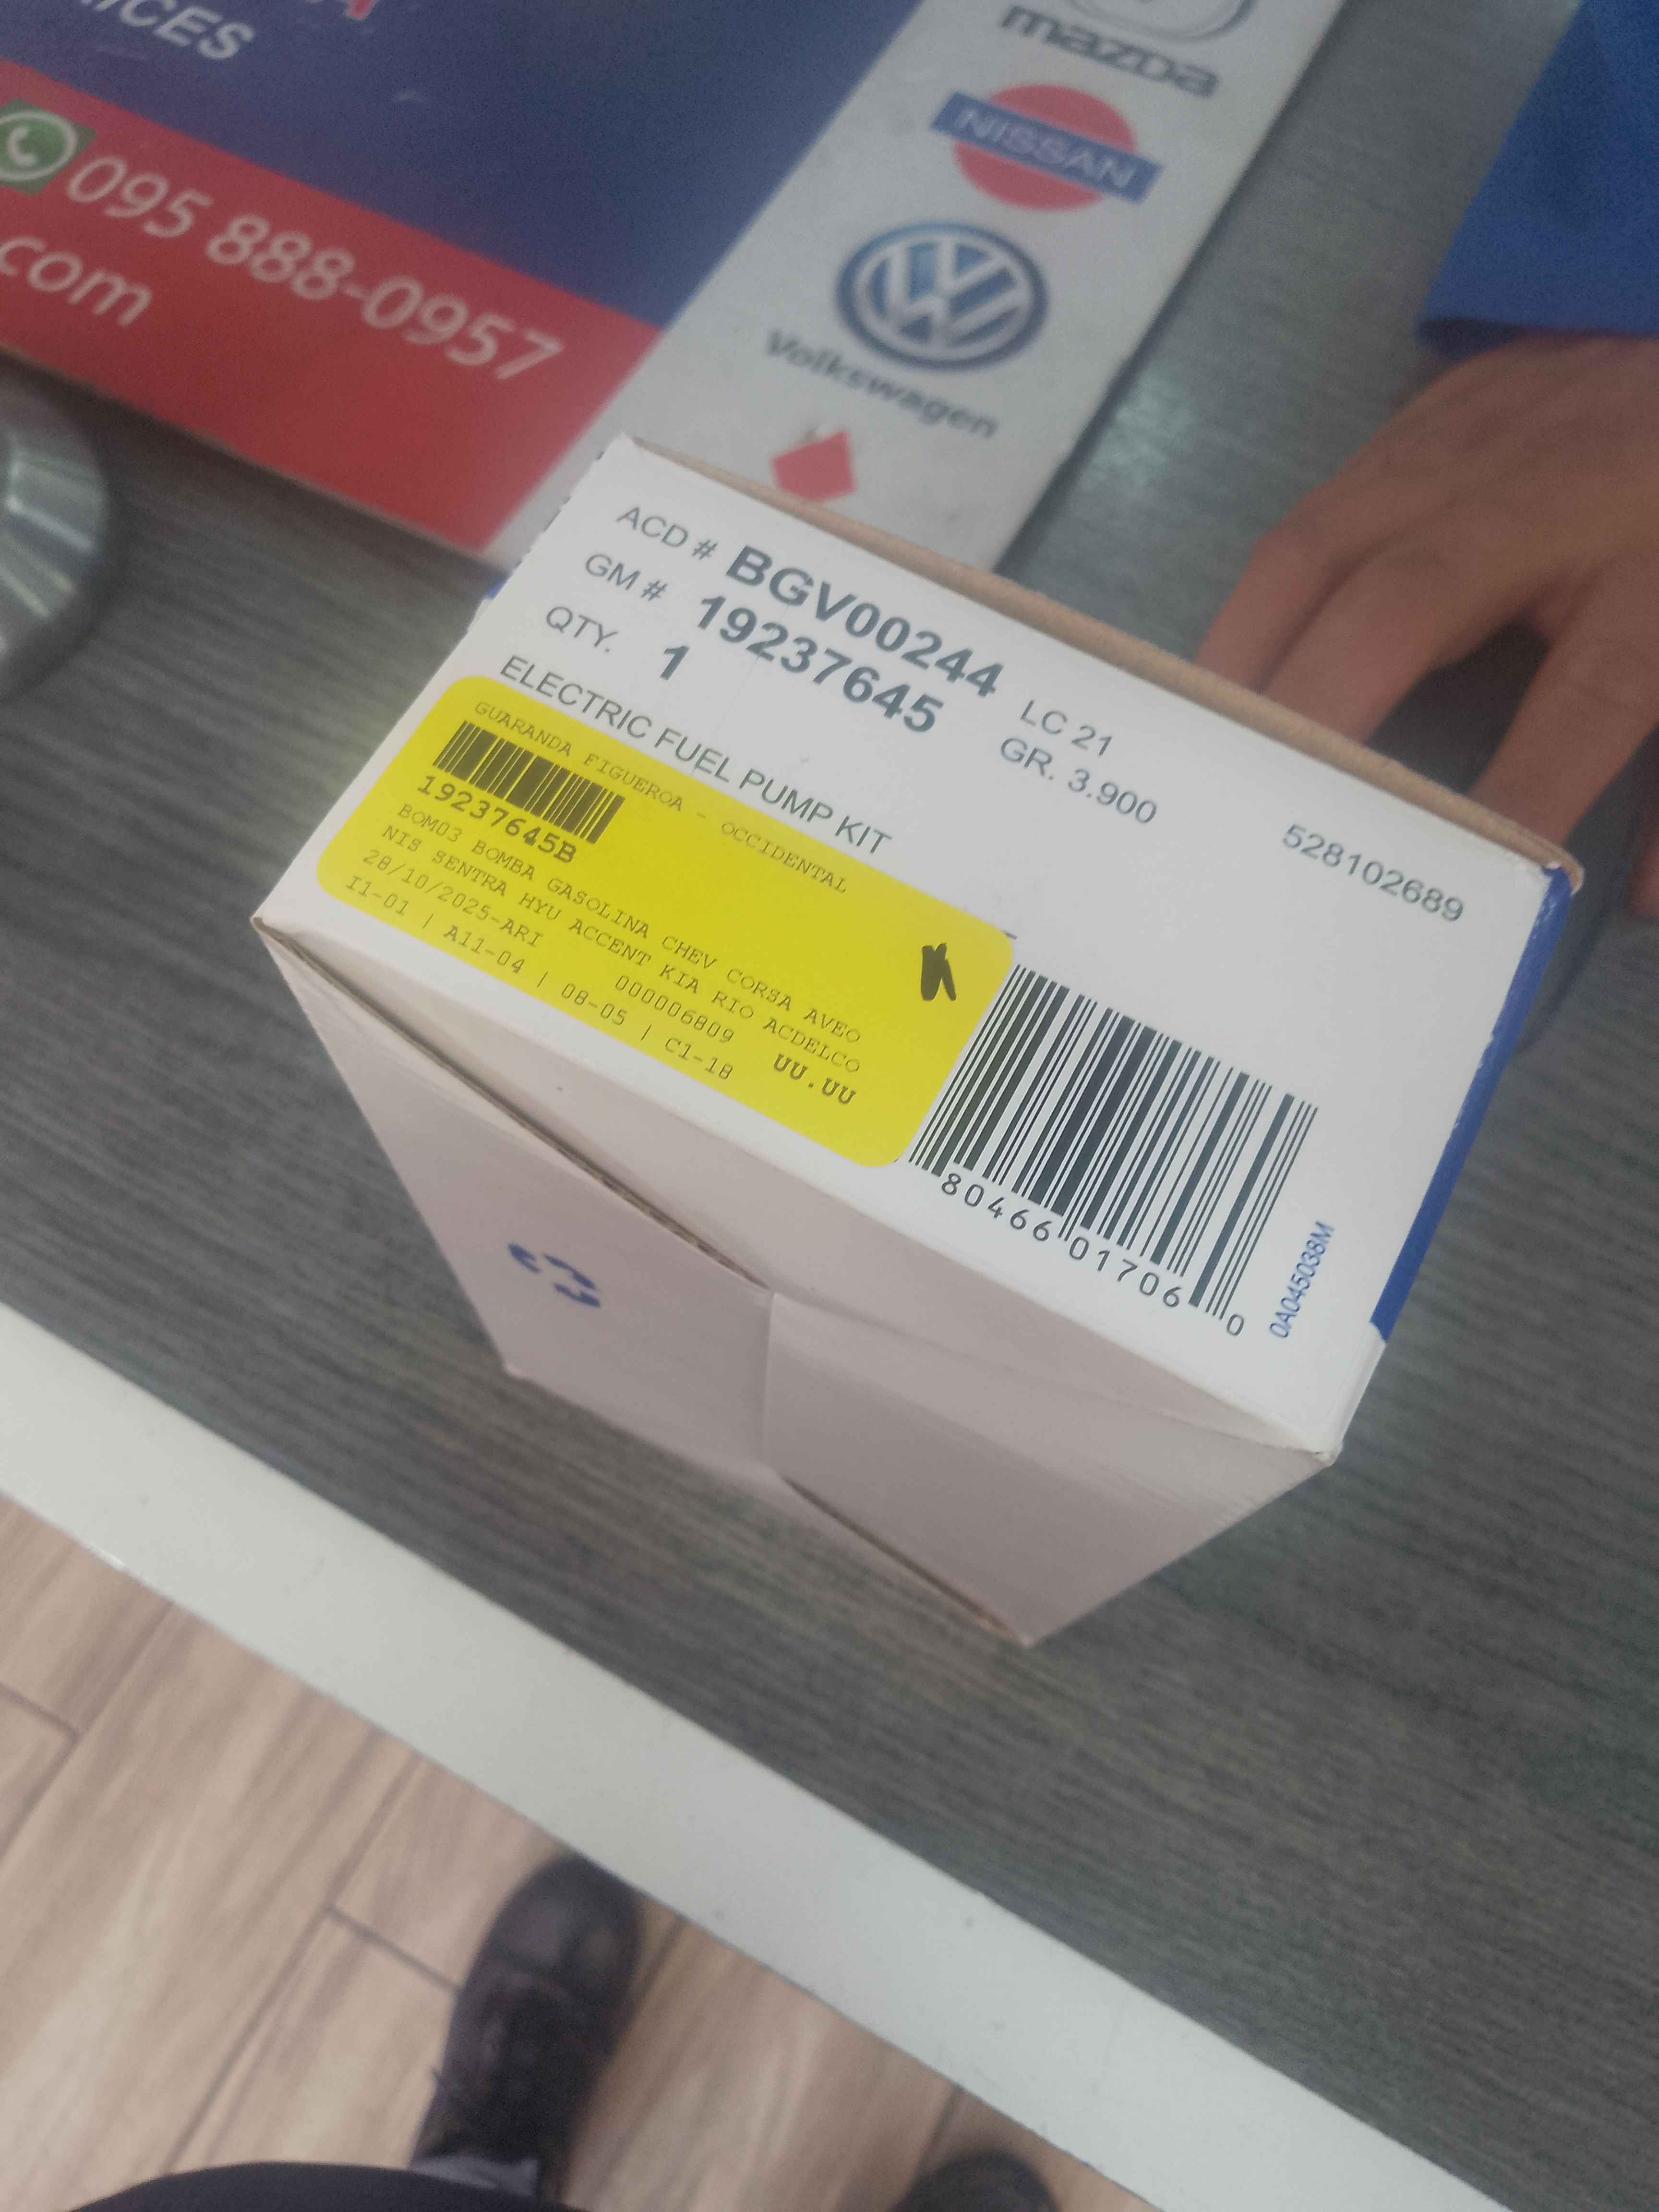 ICES
095 888-0957
com
mazda
NISSAN
Volkswagen
ACD # BGV00244 LC 21
GM # 19237645 GR. 3.900
QTY. 1
528102689
ELECTRIC FUEL PUMP KIT
GUARANDA FIGUEROA - OCCIDENTAL
19237645B
BOM03 BOMBA GASOLINA CHEV CORSA AVEO
NIS SENTRA HYU ACCENT KIA RIO ACDELCO
28/10/2025-ARI 000006809 UU.UU
I1-01 | A11-04 | 08-05 | C1-18
80466 01706 0
0A045038M